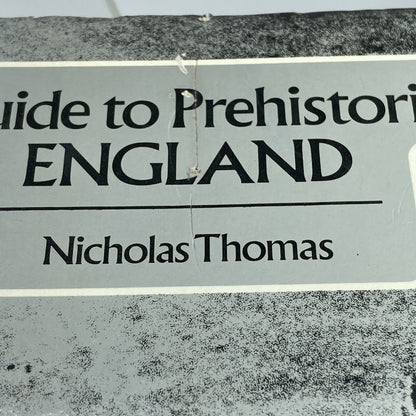 uide to Prehistori
ENGLAND
Nicholas Thomas